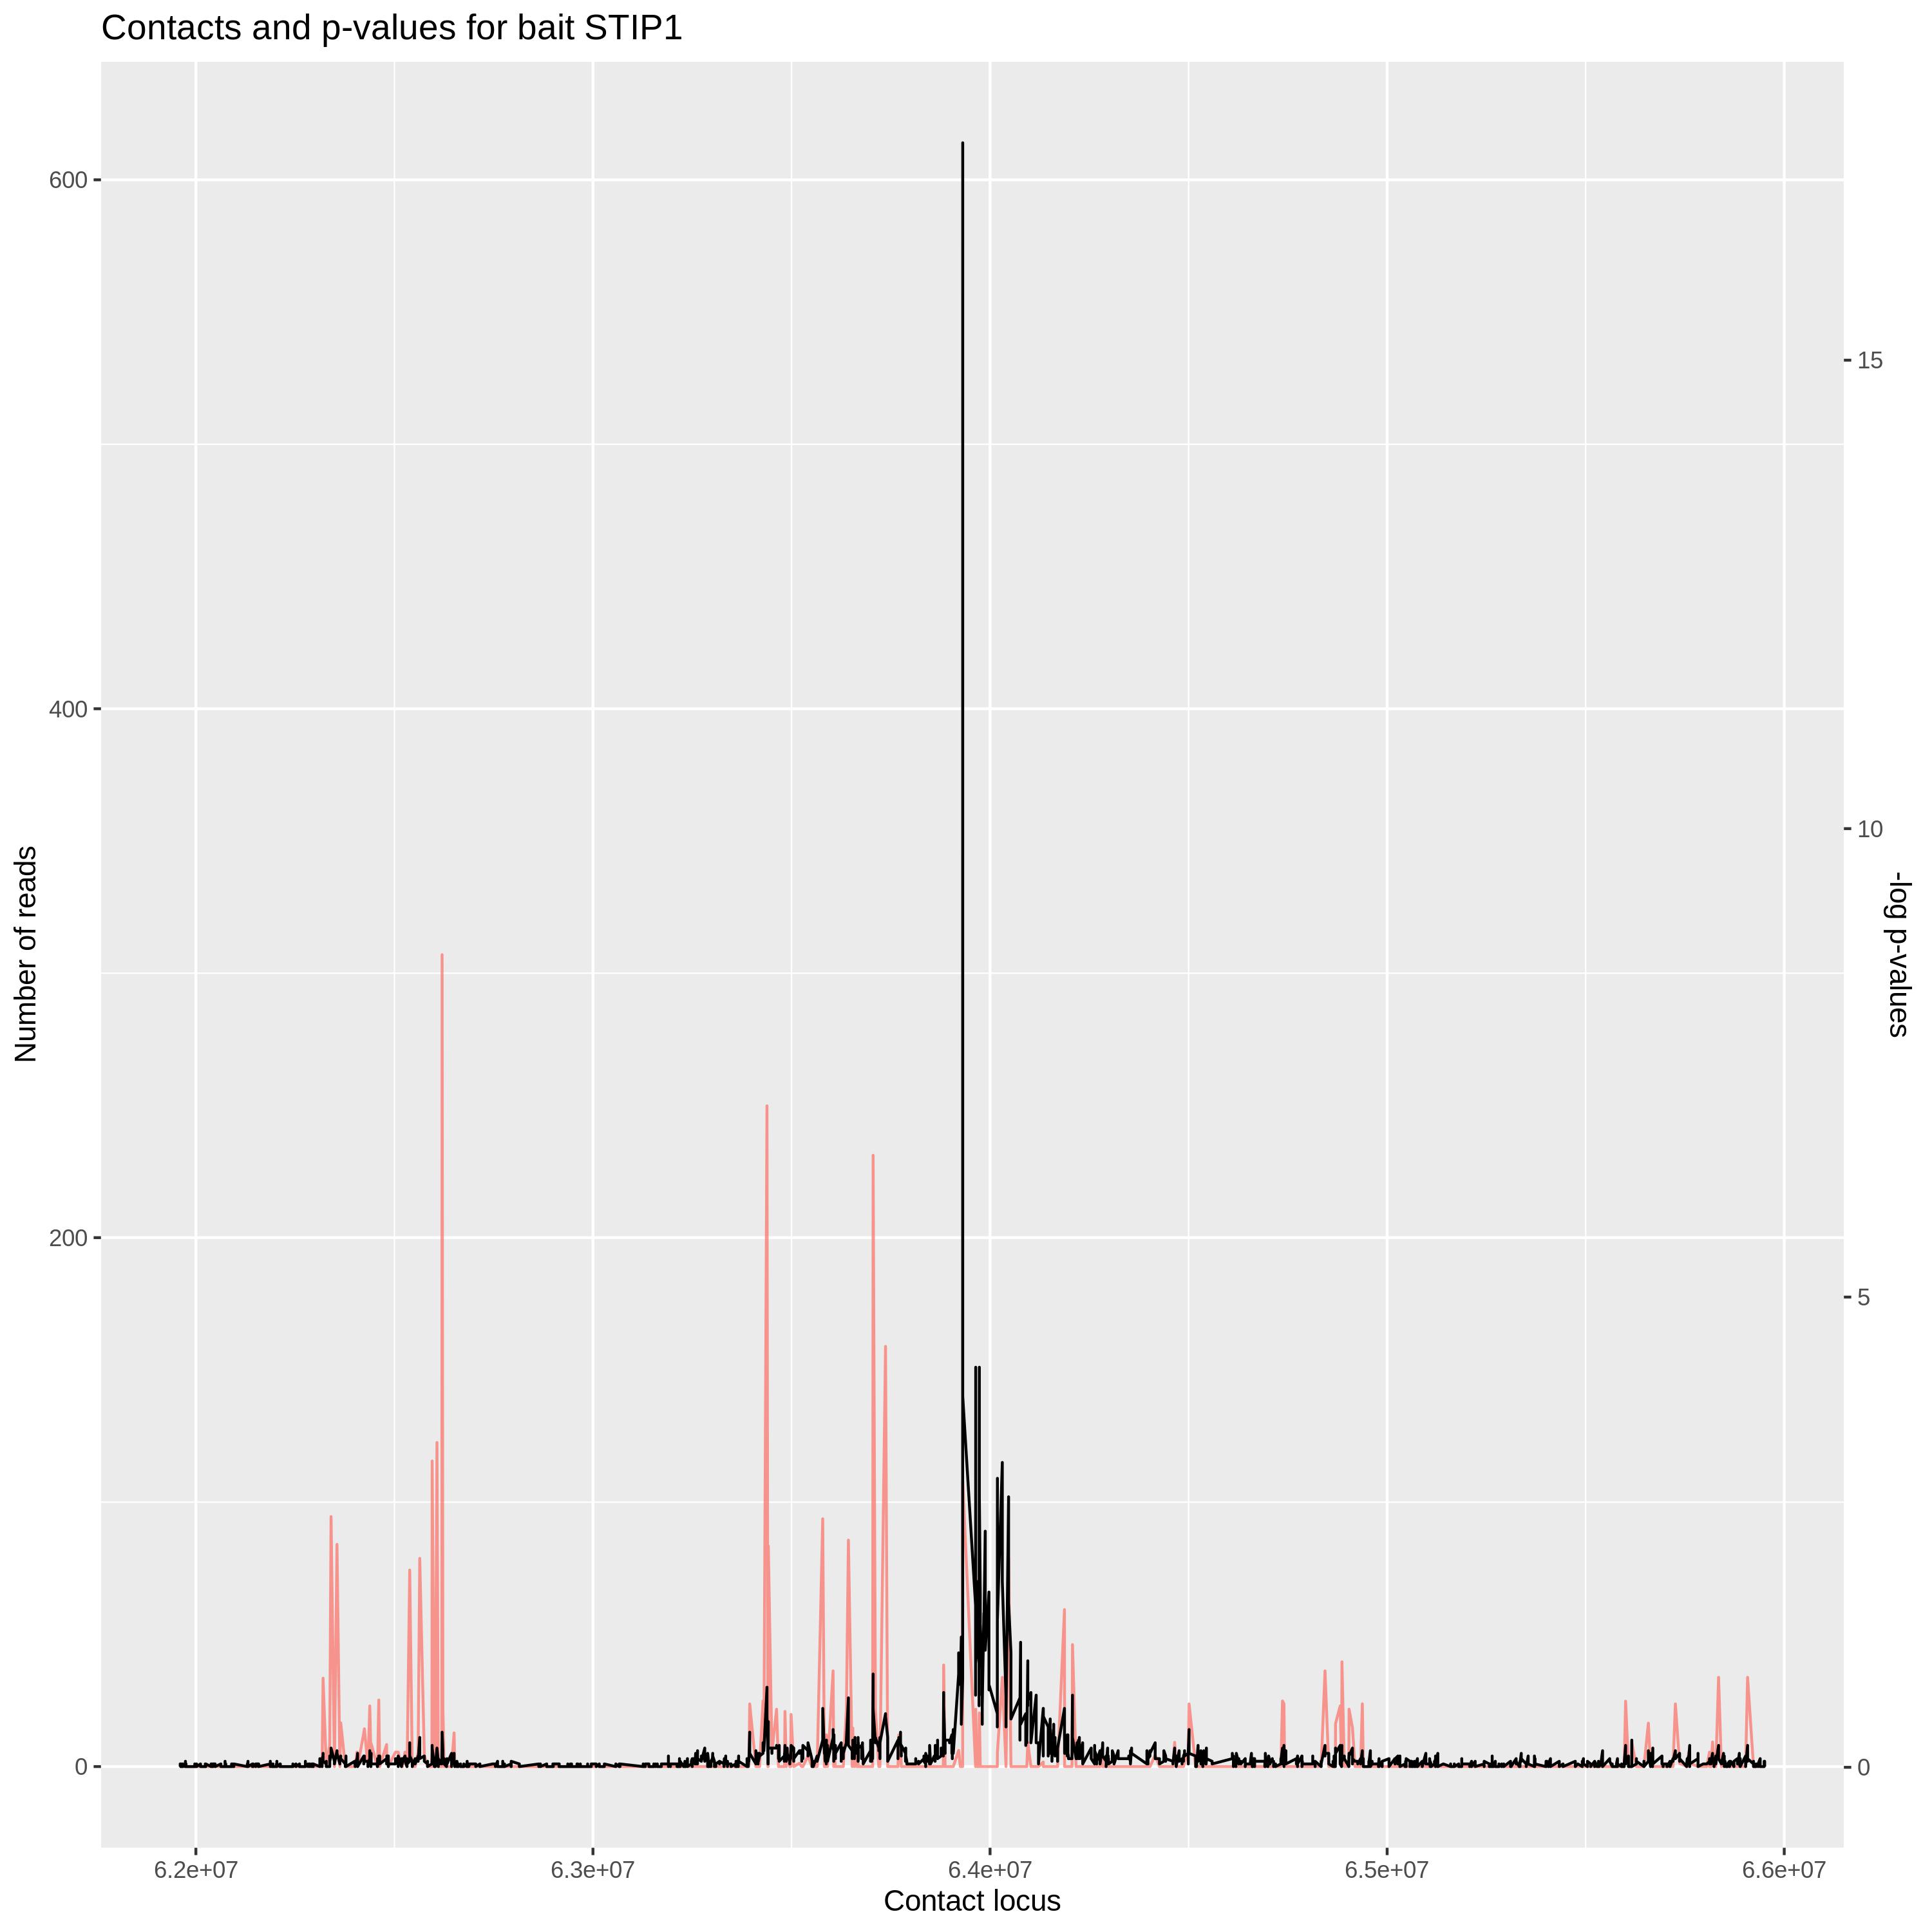 Contacts and p-values for bait STIP1
600
400
200
0
Number of reads
15
10
5
0
-log p-values
6.2e+07
6.3e+07
6.4e+07
6.5e+07
6.6e+07
Contact locus